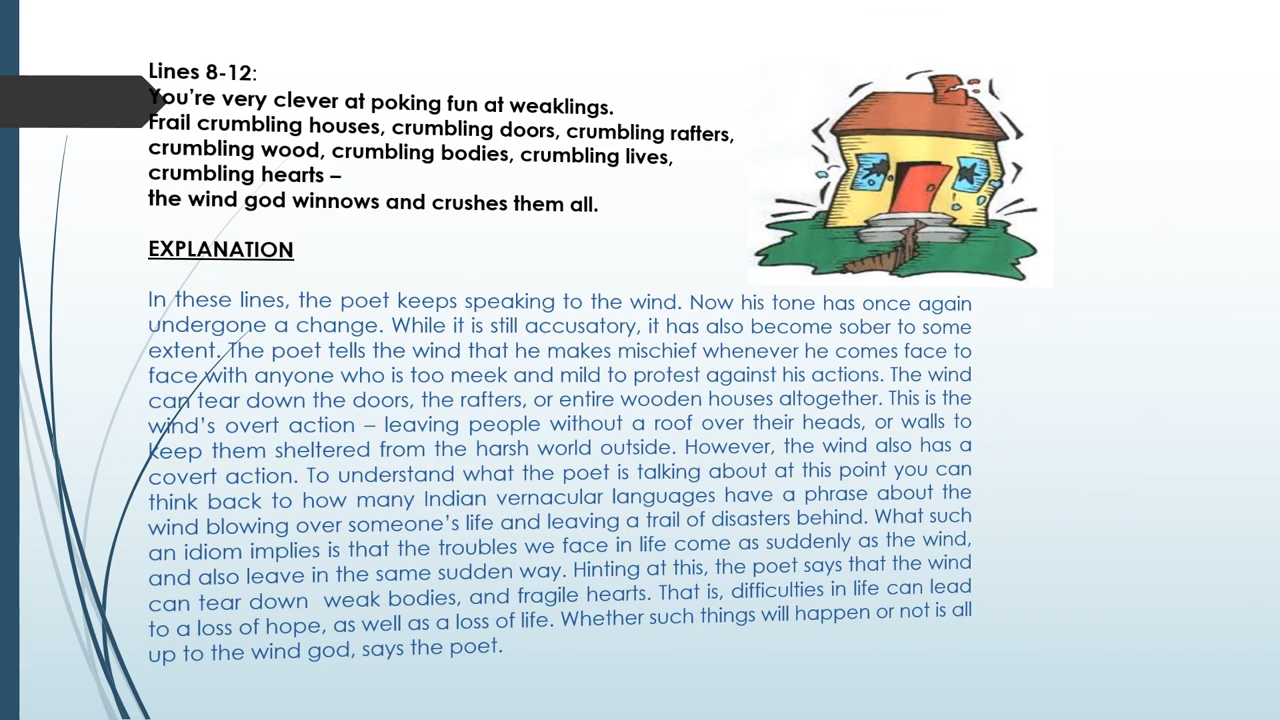 Lines 8-12:
You're very clever at poking fun at weaklings.
Frail crumbling houses, crumbling doors, crumbling rafters,
crumbling wood, crumbling bodies, crumbling lives,
crumbling hearts –
the wind god winnows and crushes them all.
EXPLANATION
In these lines, the poet keeps speaking to the wind. Now his tone has once again
undergone a change. While it is still accusatory, it has also become sober to some
extent. The poet tells the wind that he makes mischief whenever he comes face to
face with anyone who is too meek and mild to protest against his actions. The wind
can tear down the doors, the rafters, or entire wooden houses altogether. This is the
wind's overt action – leaving people without a roof over their heads, or walls to
keep them sheltered from the harsh world outside. However, the wind also has a
covert action. To understand what the poet is talking about at this point you can
think back to how many Indian vernacular languages have a phrase about the
wind blowing over someone's life and leaving a trail of disasters behind. What such
an idiom implies is that the troubles we face in life come as suddenly as the wind,
and also leave in the same sudden way. Hinting at this, the poet says that the wind
can tear down  weak bodies, and fragile hearts. That is, difficulties in life can lead
to a loss of hope, as well as a loss of life. Whether such things will happen or not is all
up to the wind god, says the poet.